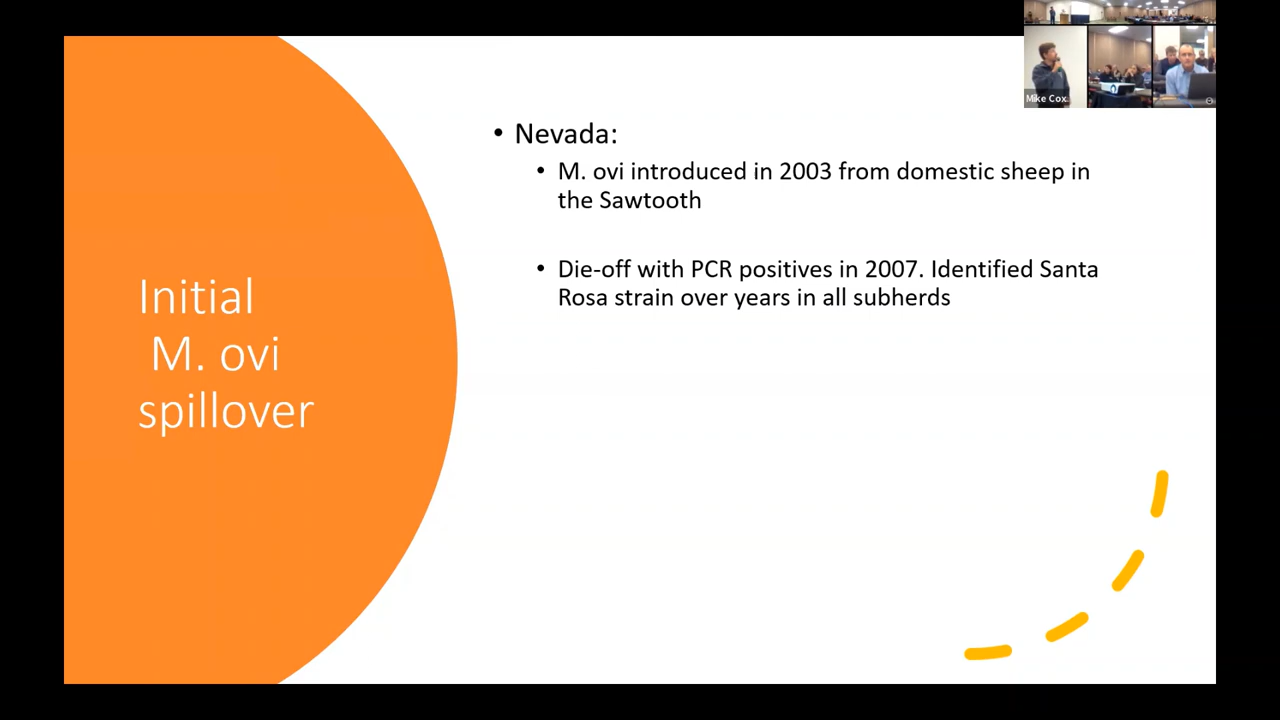 Initial
M. ovi
spillover
• Nevada:
• M. ovi introduced in 2003 from domestic sheep in
the Sawtooth
• Die-off with PCR positives in 2007. Identified Santa
Rosa strain over years in all subherds
Mike Cox